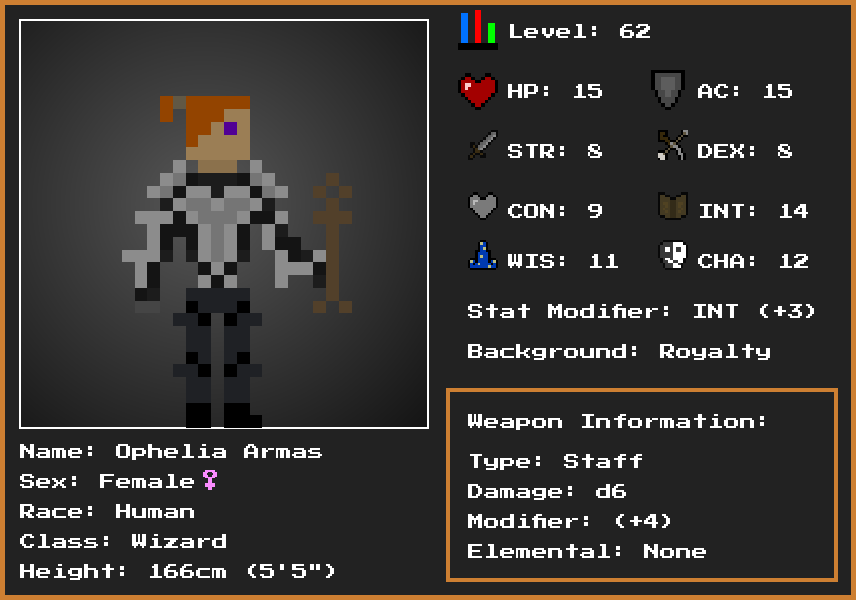 Level: 62
HP: 15
AC: 15
STR: 8
DEX: 8
CON: 9
INT: 14
WIS: 11
CHA: 12
Stat Modifier: INT (+3)
Background: Royalty
Weapon Information:
Type: Staff
Damage: d6
Modifier: (+4)
Elemental: None
Name: Ophelia Armas
Sex: Female♀
Race: Human
Class: Wizard
Height: 166cm (5'5")